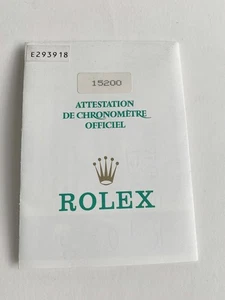 E293918
15200
ATTESTATION
DE CHRONOMÈTRE
OFFICIEL
ROLEX